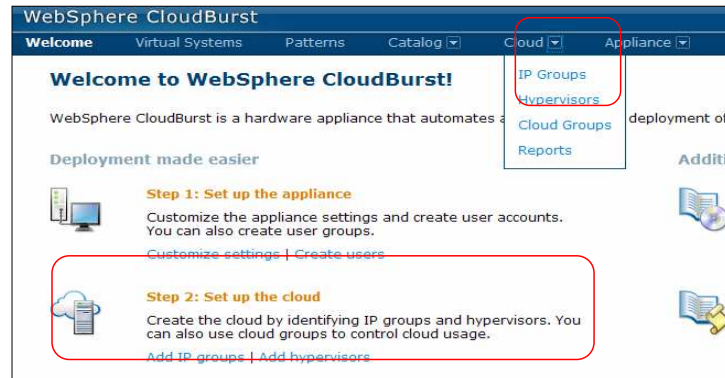 WebSphere CloudBurst
Welcome Virtual Systems Patterns Catalog Cloud Appliance
IP Groups
Hypervisors
Cloud Groups
Reports
Welcome to WebSphere CloudBurst!
WebSphere CloudBurst is a hardware appliance that automates deployment of
Deployment made easier
Step 1: Set up the appliance
Customize the appliance settings and create user accounts.
You can also create user groups.
Customize settings | Create users
Step 2: Set up the cloud
Create the cloud by identifying IP groups and hypervisors. You
can also use cloud groups to control cloud usage.
Add IP groups | Add hypervisors